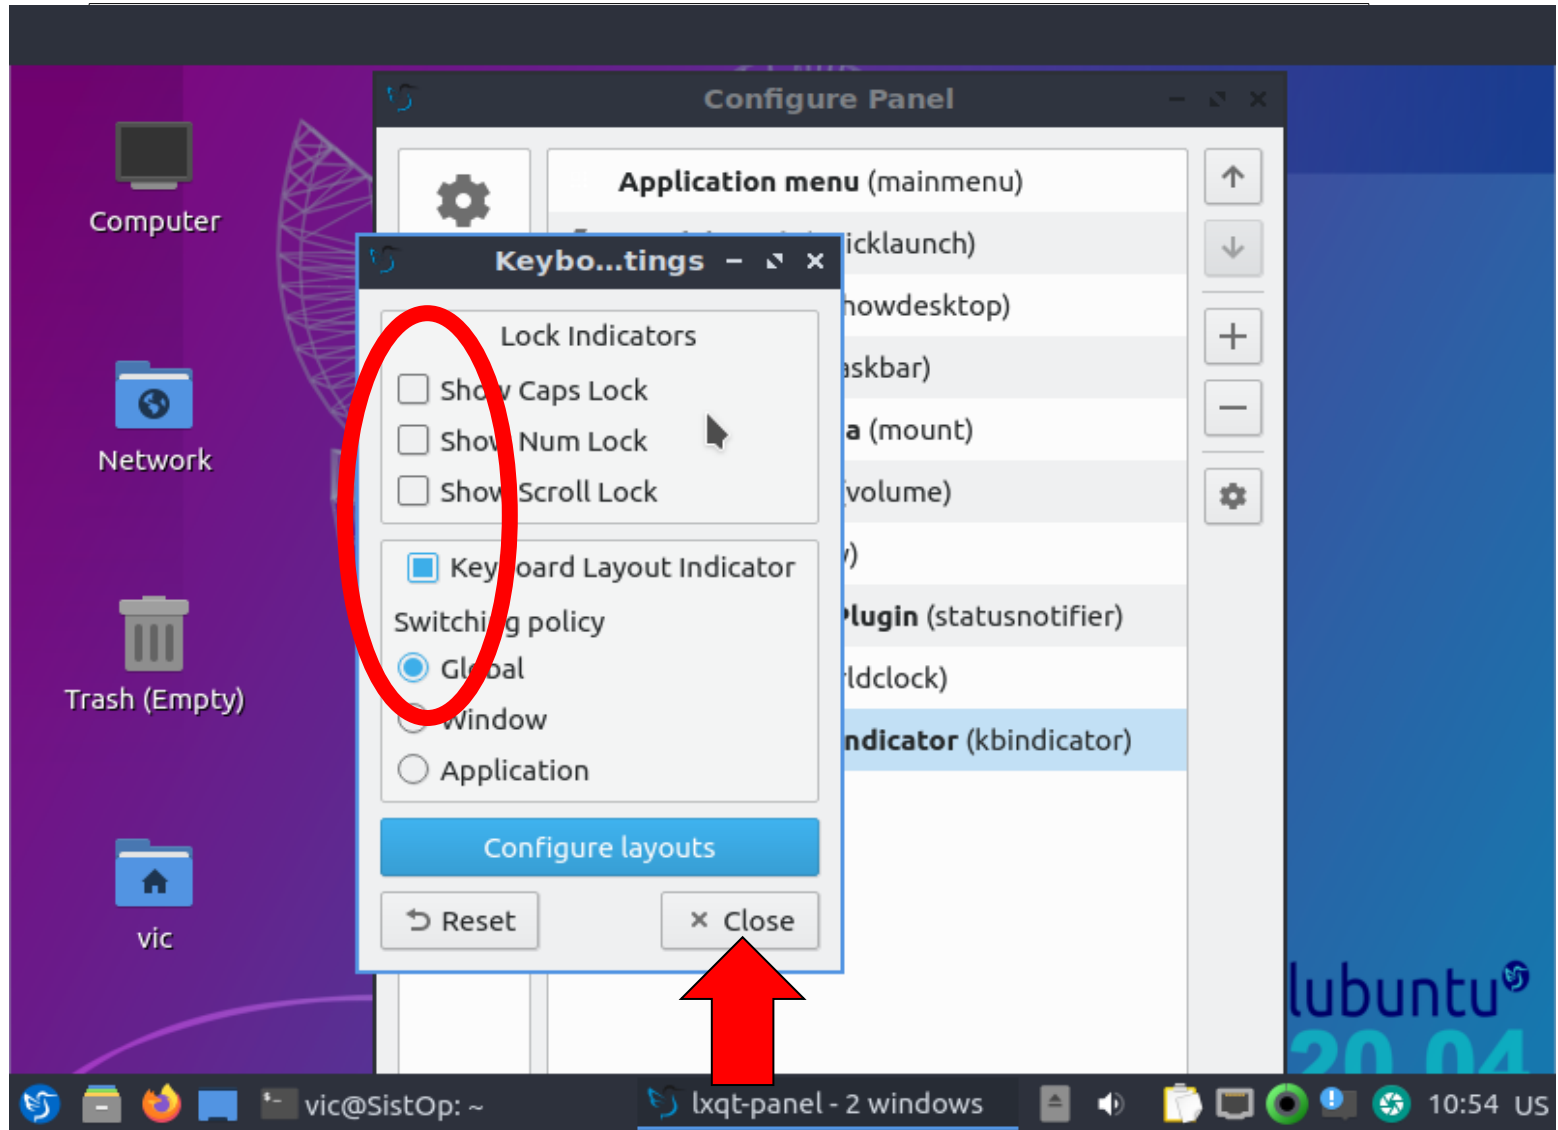 Configure Panel
Computer
Application menu (mainmenu)
icklaunch)
Keybo...tings
howdesktop)
Lock Indicators
askbar)
Show Caps Lock
a (mount)
Show Num Lock
Network
Show Scroll Lock
volume)
Keyboard Layout Indicator
Switching policy
Plugin (statusnotifier)
Global
ldclock)
Trash (Empty)
Window
ndicator (kbindicator)
Application
Configure layouts
Reset
Close
vic
lubuntu
20.04
vic@SistOp: ~
lxqt-panel - 2 windows
10:54 US